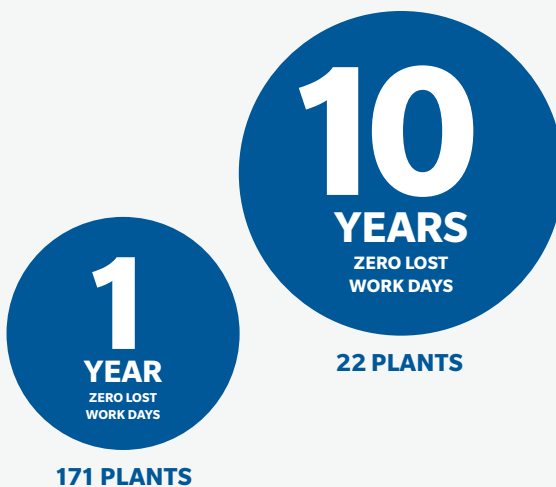 1
YEAR
ZERO LOST
WORK DAYS
171 PLANTS
10
YEARS
ZERO LOST
WORK DAYS
22 PLANTS